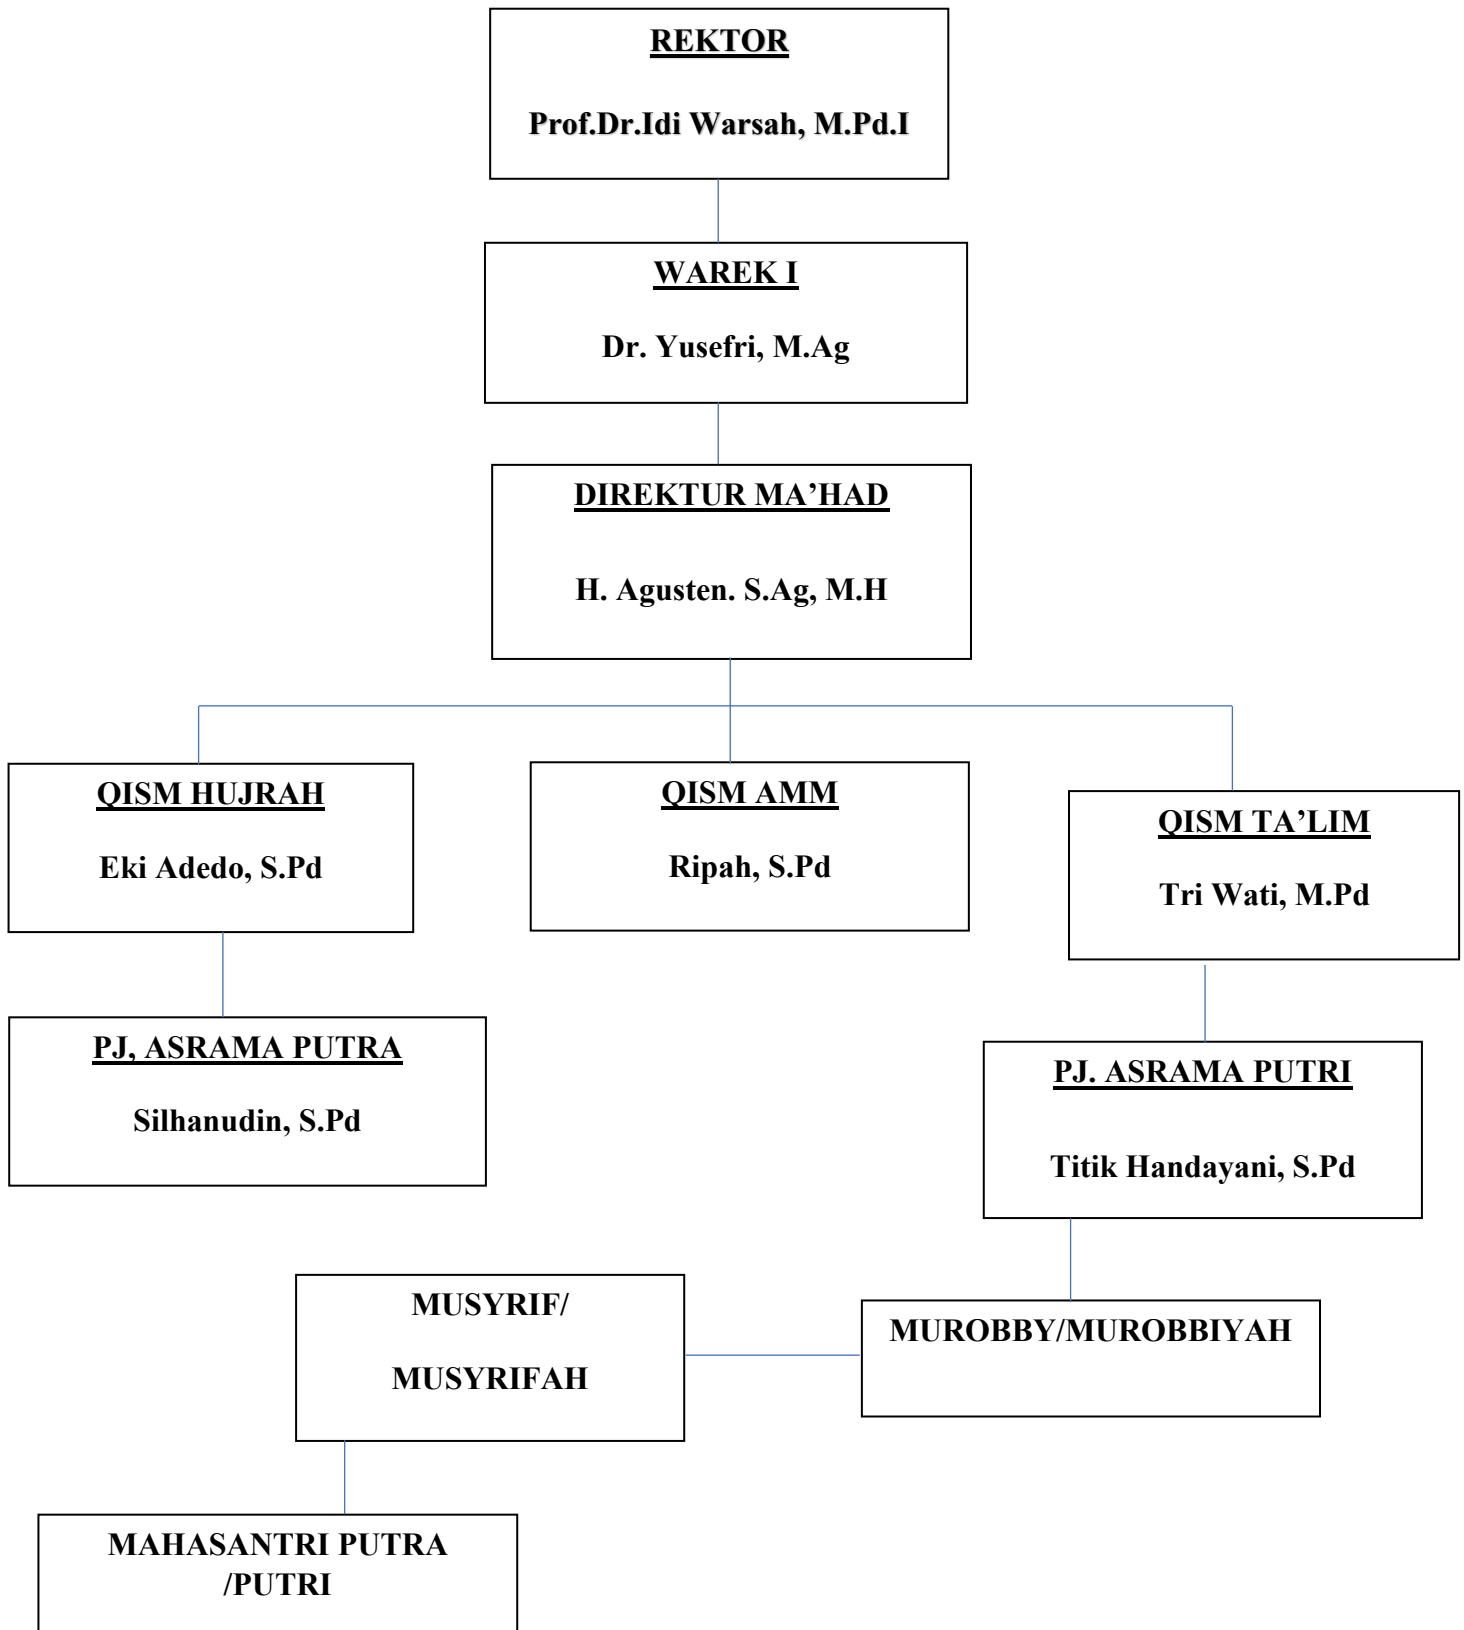 REKTOR
Prof.Dr.Idi Warsah, M.Pd.I
WAREK I
Dr. Yusefri, M.Ag
DIREKTUR MA’HAD
H. Agusten. S.Ag, M.H
QISM HUJRAH
Eki Adedo, S.Pd
QISM AMM
Ripah, S.Pd
QISM TA’LIM
Tri Wati, M.Pd
PJ, ASRAMA PUTRA
Silhanudin, S.Pd
PJ. ASRAMA PUTRI
Titik Handayani, S.Pd
MUSYRIF/
MUSYRIFAH
MUROBBY/MUROBBIYAH
MAHASANTRI PUTRA
/PUTRI